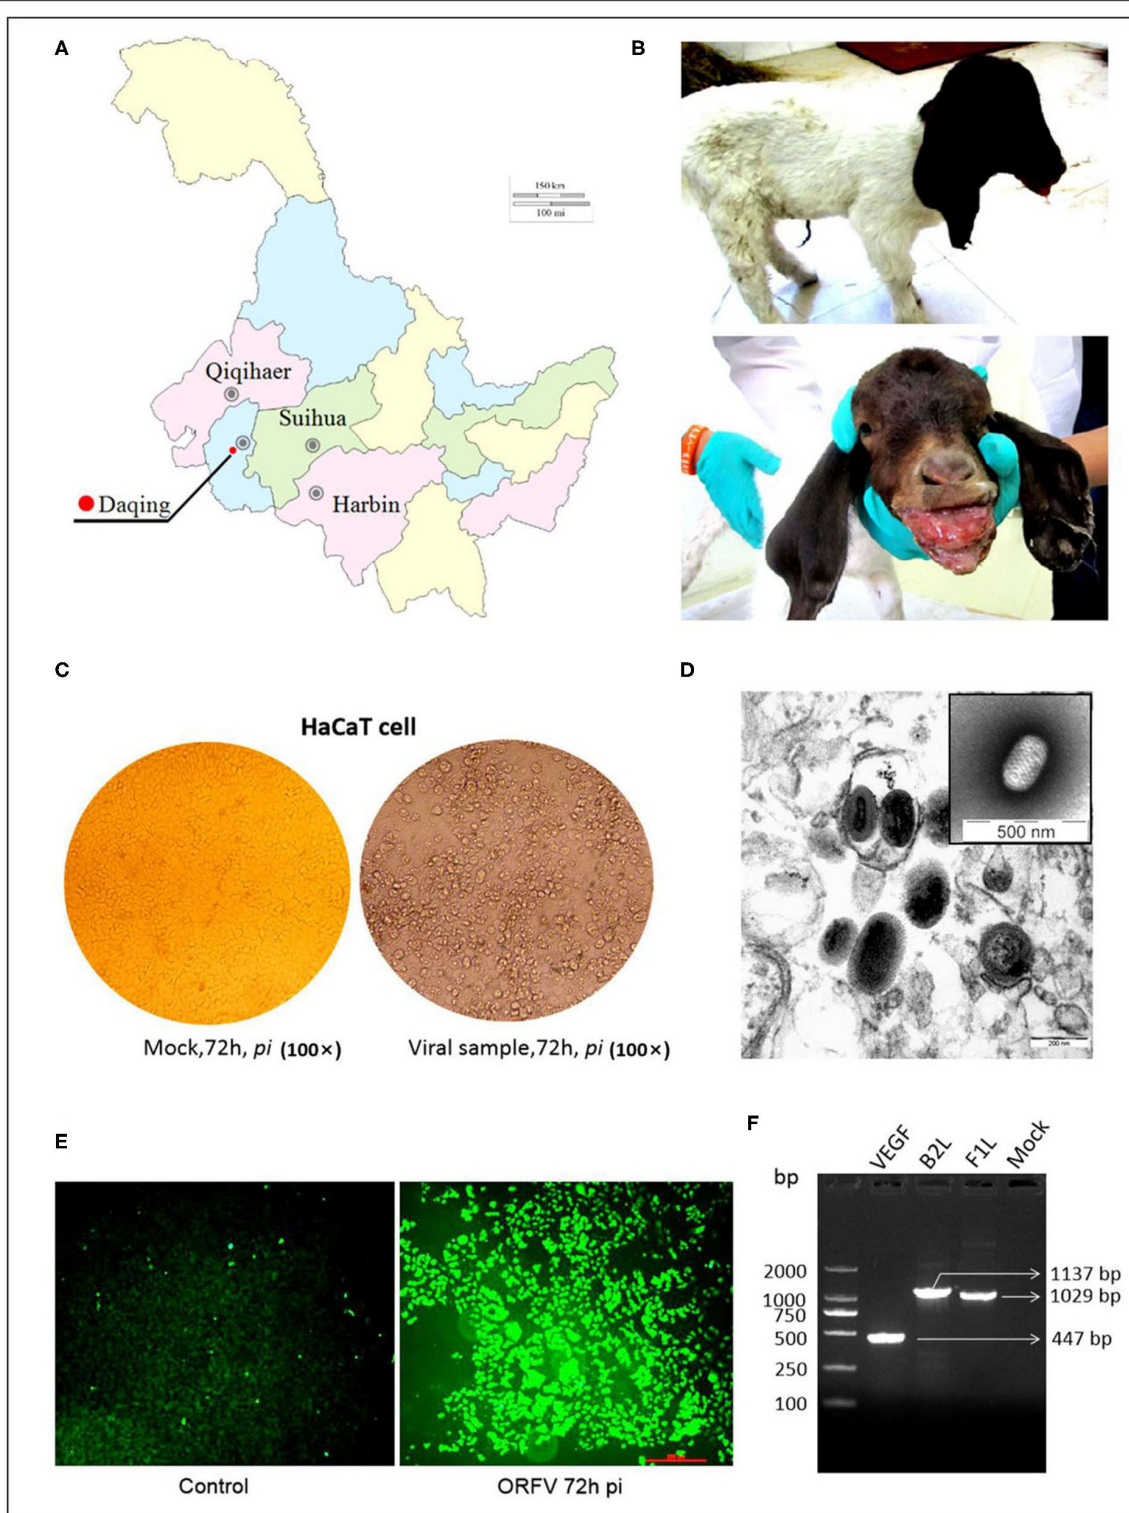 A
B
150 km
100 mi
Qiqihaer
Suihua
Daqing
Harbin
C
D
HaCaT cell
500 nm
Mock,72h, pi (100×)
Viral sample,72h, pi (100×)
200 nm
E
F
VEGF
B2L
F1L
Mock
bp
2000
1000
750
500
250
100
1137 bp
1029 bp
447 bp
Control
ORFV 72h pi